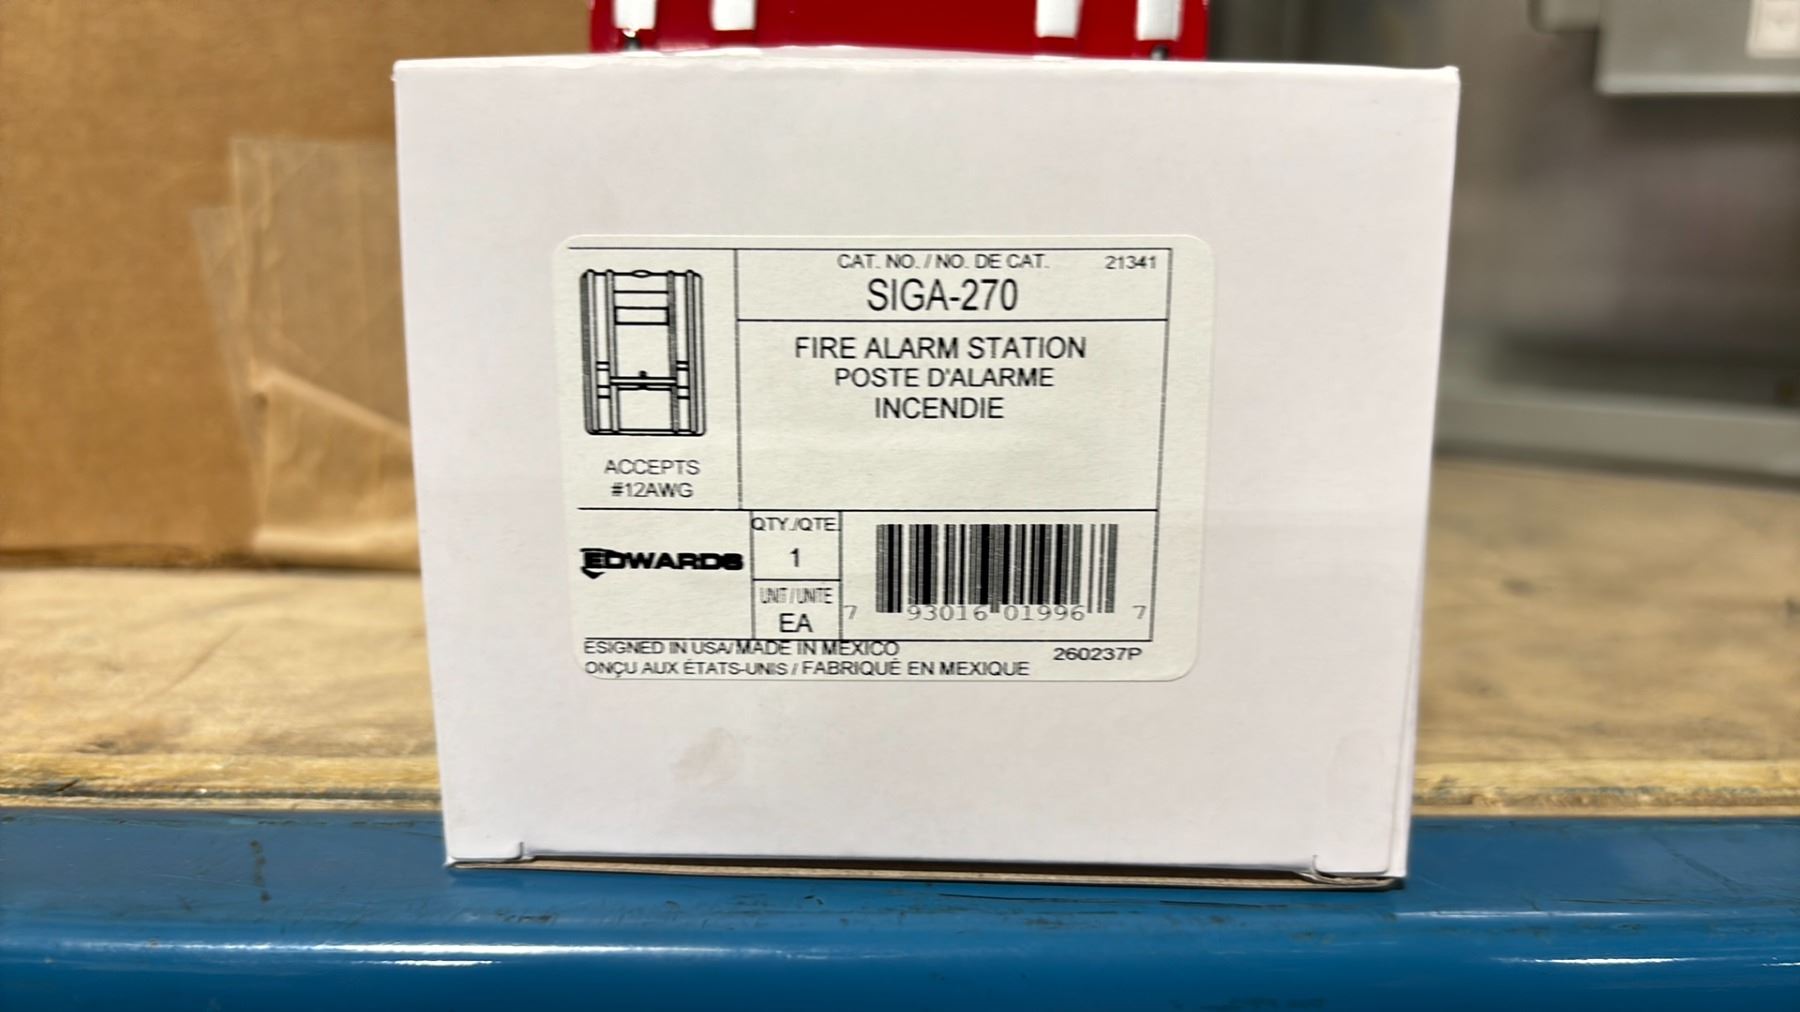 CAT. NO. / NO. DE CAT. 21341
SIGA-270
FIRE ALARM STATION
POSTE D'ALARME
INCENDIE
ACCEPTS
#12AWG
EDWARDS
QTY./QTE.
1
UNIT / UNITE
EA
7 93016 01996 7
ESIGNED IN USA/ MADE IN MEXICO
ONÇU AUX ÉTATS-UNIS / FABRIQUÉ EN MEXIQUE
260237P